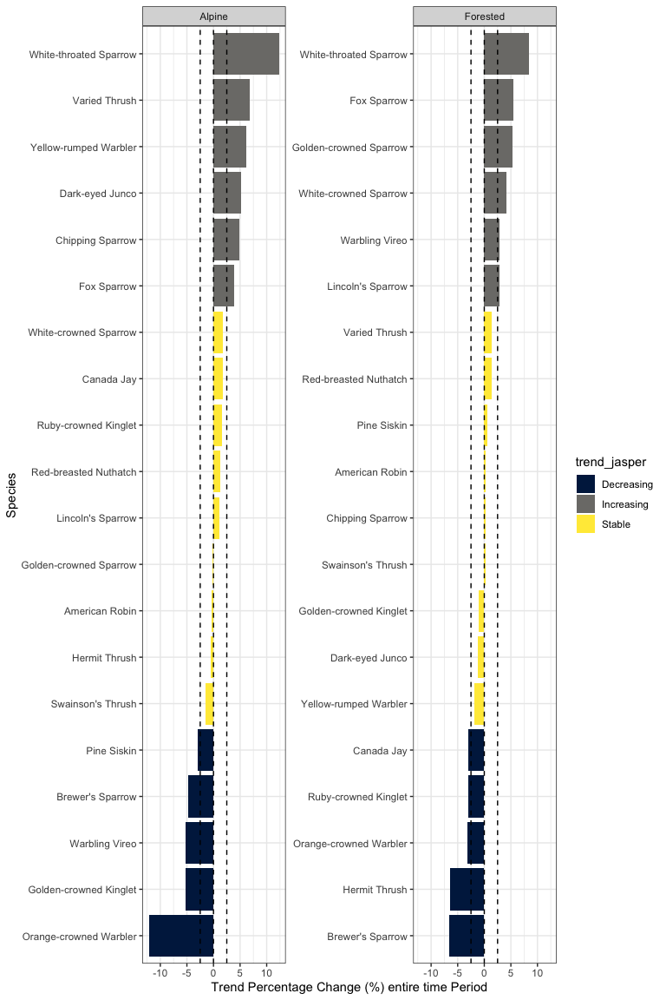 Alpine
Forested
White-throated Sparrow
Varied Thrush
Yellow-rumped Warbler
Dark-eyed Junco
Chipping Sparrow
Fox Sparrow
White-crowned Sparrow
Canada Jay
Ruby-crowned Kinglet
Red-breasted Nuthatch
Lincoln's Sparrow
Golden-crowned Sparrow
American Robin
Hermit Thrush
Swainson's Thrush
Pine Siskin
Brewer's Sparrow
Warbling Vireo
Golden-crowned Kinglet
Orange-crowned Warbler
White-throated Sparrow
Fox Sparrow
Golden-crowned Sparrow
White-crowned Sparrow
Warbling Vireo
Lincoln's Sparrow
Varied Thrush
Red-breasted Nuthatch
Pine Siskin
American Robin
Chipping Sparrow
Swainson's Thrush
Golden-crowned Kinglet
Dark-eyed Junco
Yellow-rumped Warbler
Canada Jay
Ruby-crowned Kinglet
Orange-crowned Warbler
Hermit Thrush
Brewer's Sparrow
Species
-10 -5 0 5 10
-10 -5 0 5 10
Trend Percentage Change (%) entire time Period
trend_jasper
Decreasing
Increasing
Stable